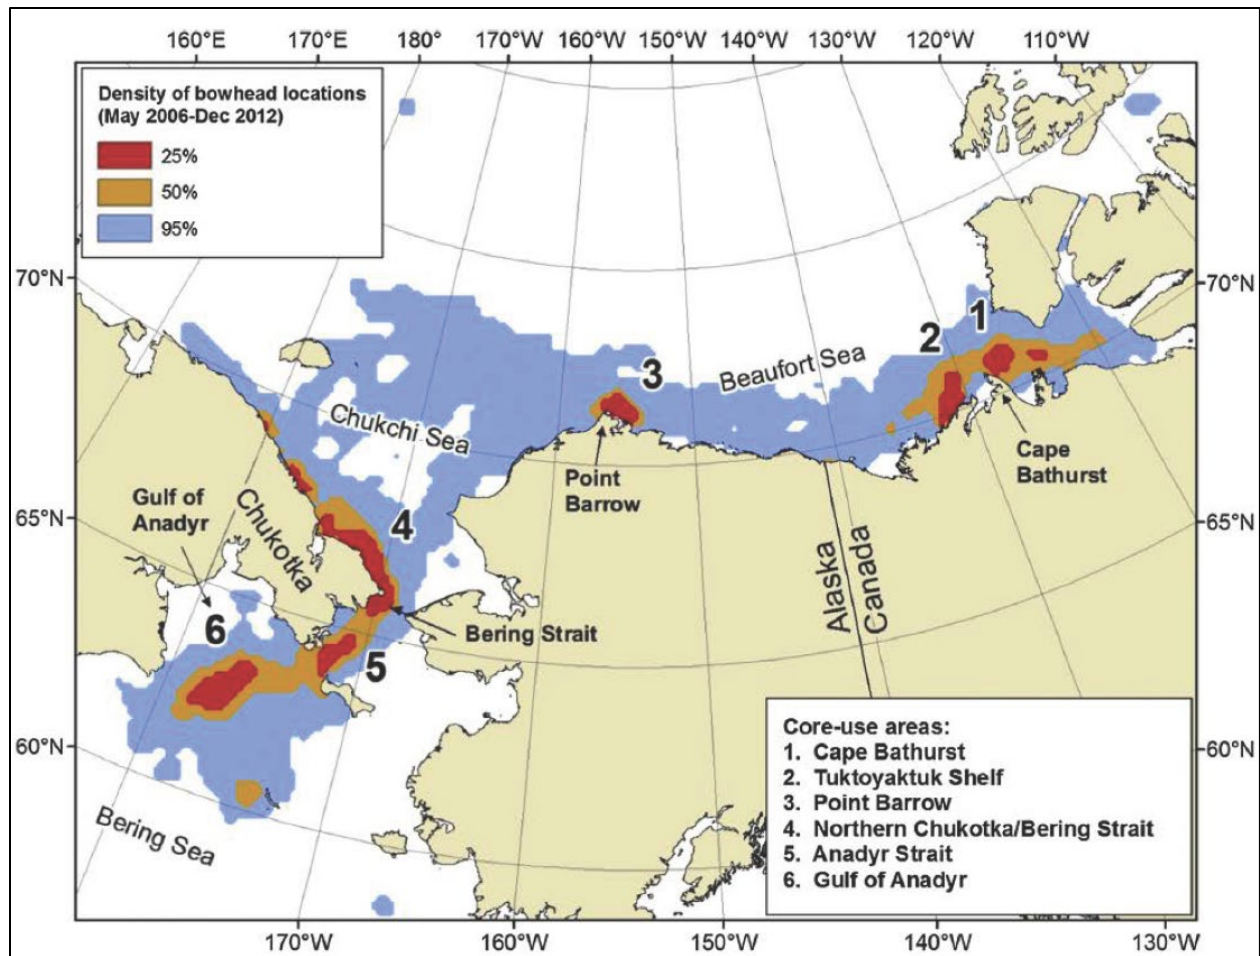 160°E 170°E 180° 170°W 160°W 150°W 140°W 130°W 120°W 110°W
Density of bowhead locations
(May 2006-Dec 2012)
25%
50%
95%
70°N
70°N
1
2
3
Beaufort Sea
Chukchi Sea
Point
Barrow
Cape
Bathurst
Gulf of
Anadyr
Chukotka
4
65°N
65°N
Alaska
Canada
6
Bering Strait
5
60°N
60°N
Bering Sea
Core-use areas:
1. Cape Bathurst
2. Tuktoyaktuk Shelf
3. Point Barrow
4. Northern Chukotka/Bering Strait
5. Anadyr Strait
6. Gulf of Anadyr
170°W 160°W 150°W 140°W 130°W